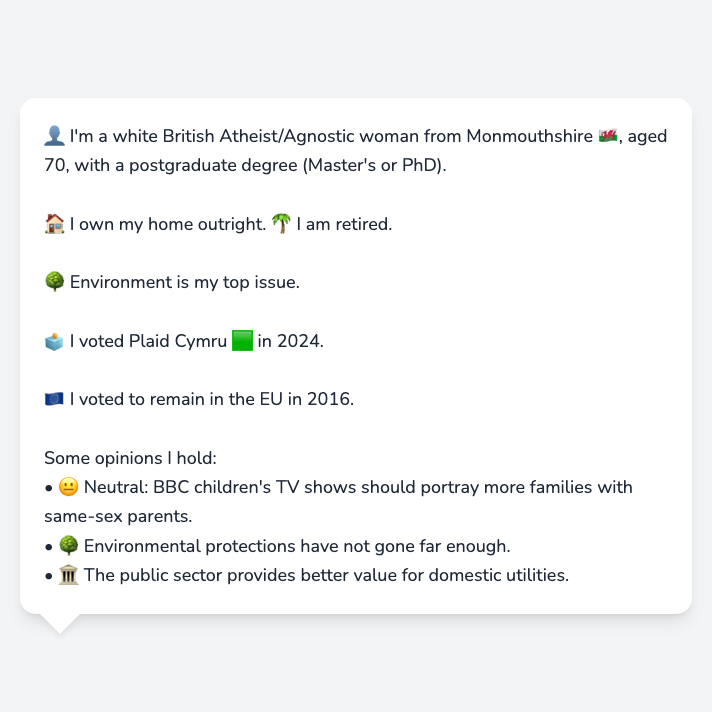 👤 I'm a white British Atheist/Agnostic woman from Monmouthshire 🏴󠁧󠁢󠁷󠁬󠁳󠁿, aged
70, with a postgraduate degree (Master's or PhD).
🏠 I own my home outright. 🌴 I am retired.
🌳 Environment is my top issue.
🗳️ I voted Plaid Cymru 🟩 in 2024.
🇪🇺 I voted to remain in the EU in 2016.
Some opinions I hold:
• 😐 Neutral: BBC children's TV shows should portray more families with
same-sex parents.
• 🌳 Environmental protections have not gone far enough.
• 🏛️ The public sector provides better value for domestic utilities.